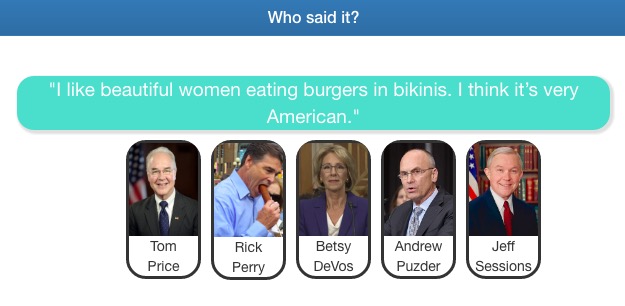 Who said it?
"I like beautiful women eating burgers in bikinis. I think it’s very
American."
Tom
Price
Rick
Perry
Betsy
DeVos
Andrew
Puzder
Jeff
Sessions